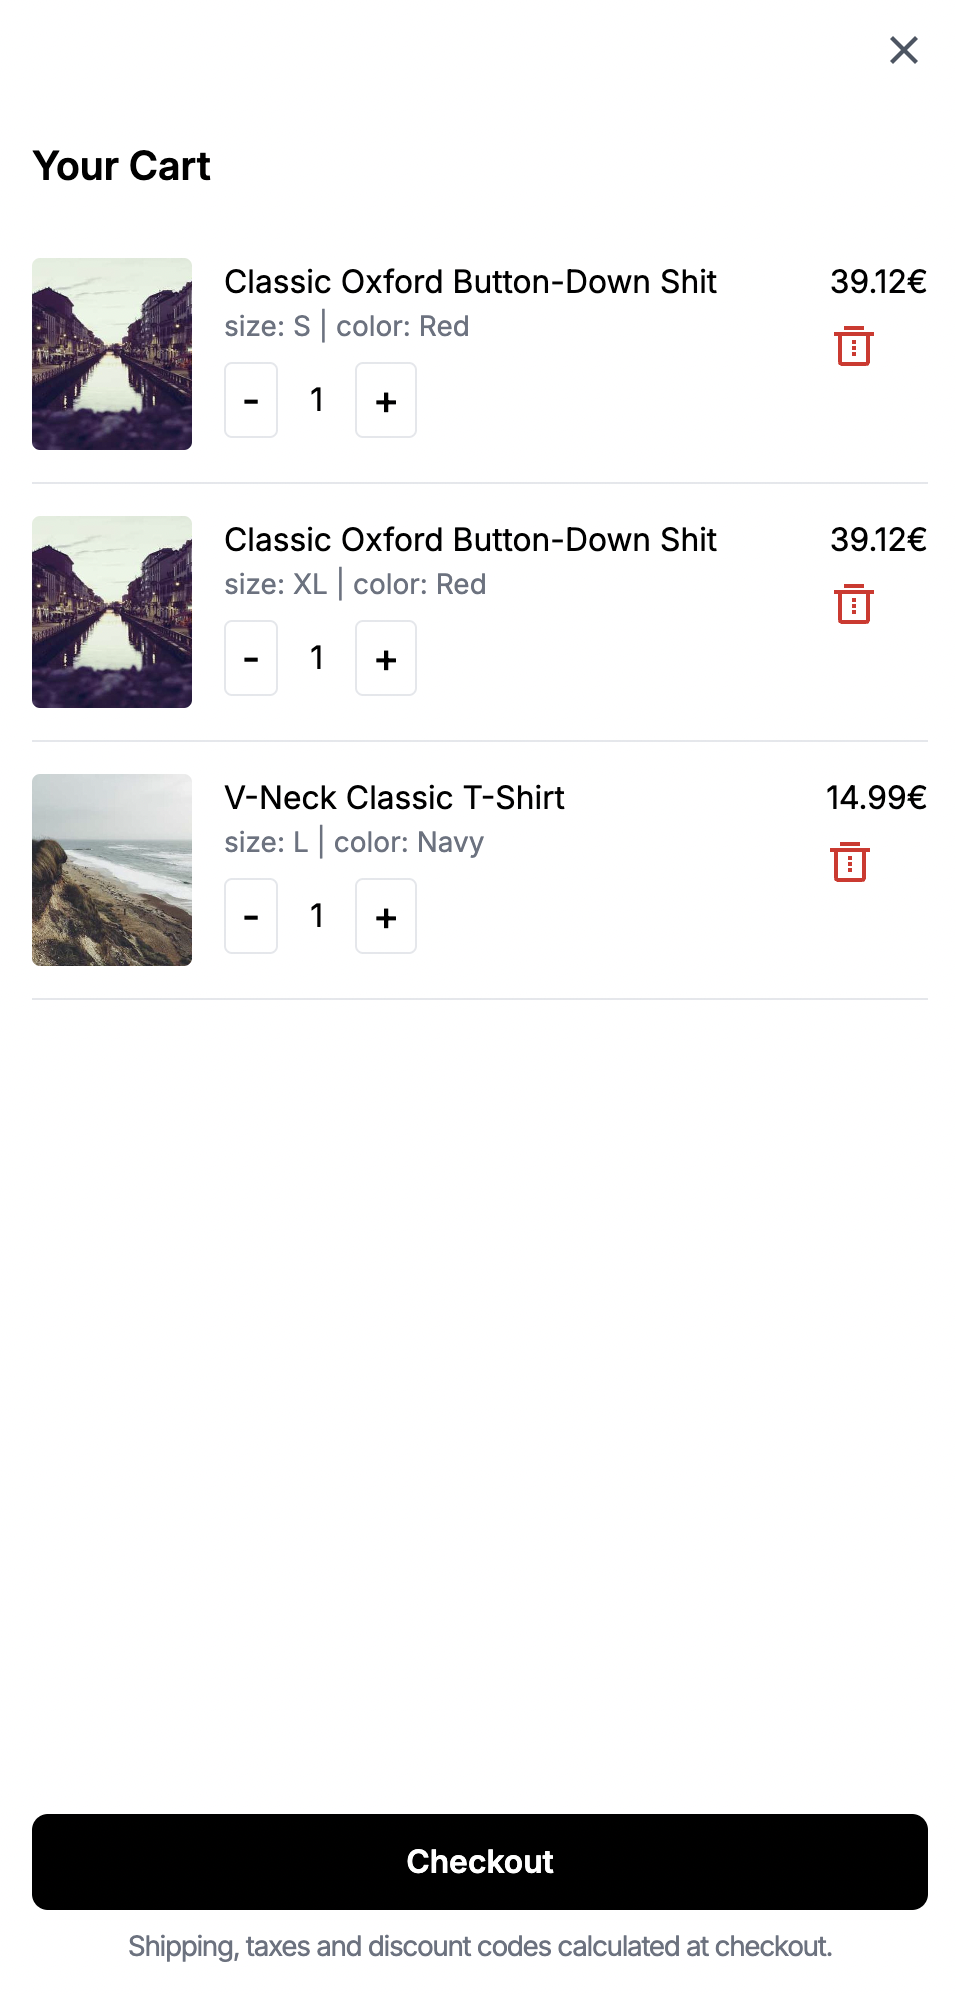 Your Cart
Classic Oxford Button-Down Shit
39.12€
size: S | color: Red
- 1 +
Classic Oxford Button-Down Shit
39.12€
size: XL | color: Red
- 1 +
V-Neck Classic T-Shirt
14.99€
size: L | color: Navy
- 1 +
Checkout
Shipping, taxes and discount codes calculated at checkout.